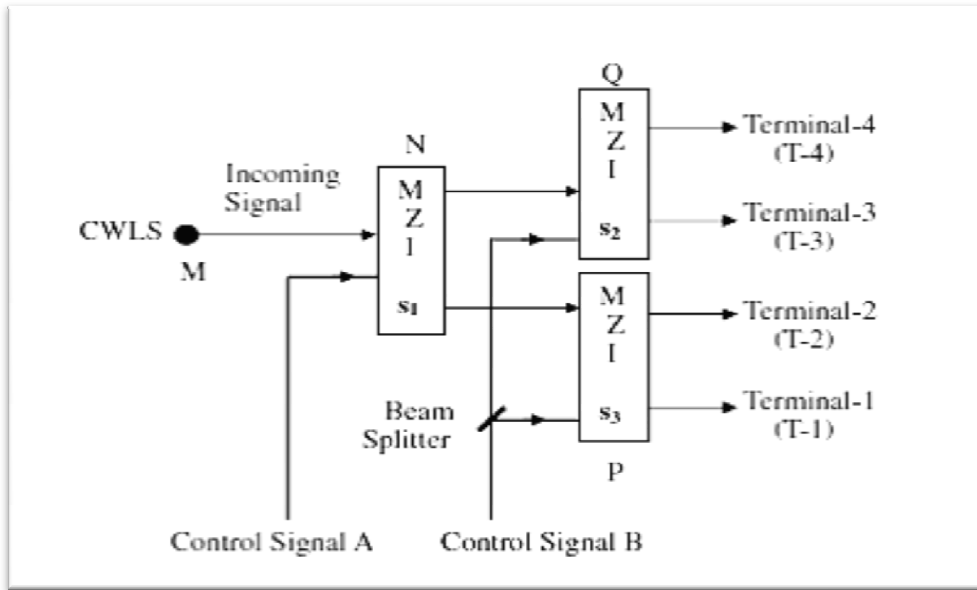 Q
M
Z
I
s₂
Terminal-4
(T-4)
Terminal-3
(T-3)
N
M
Z
I
s₁
Incoming
Signal
CWLS
M
M
Z
I
s₃
P
Terminal-2
(T-2)
Terminal-1
(T-1)
Beam
Splitter
Control Signal A
Control Signal B